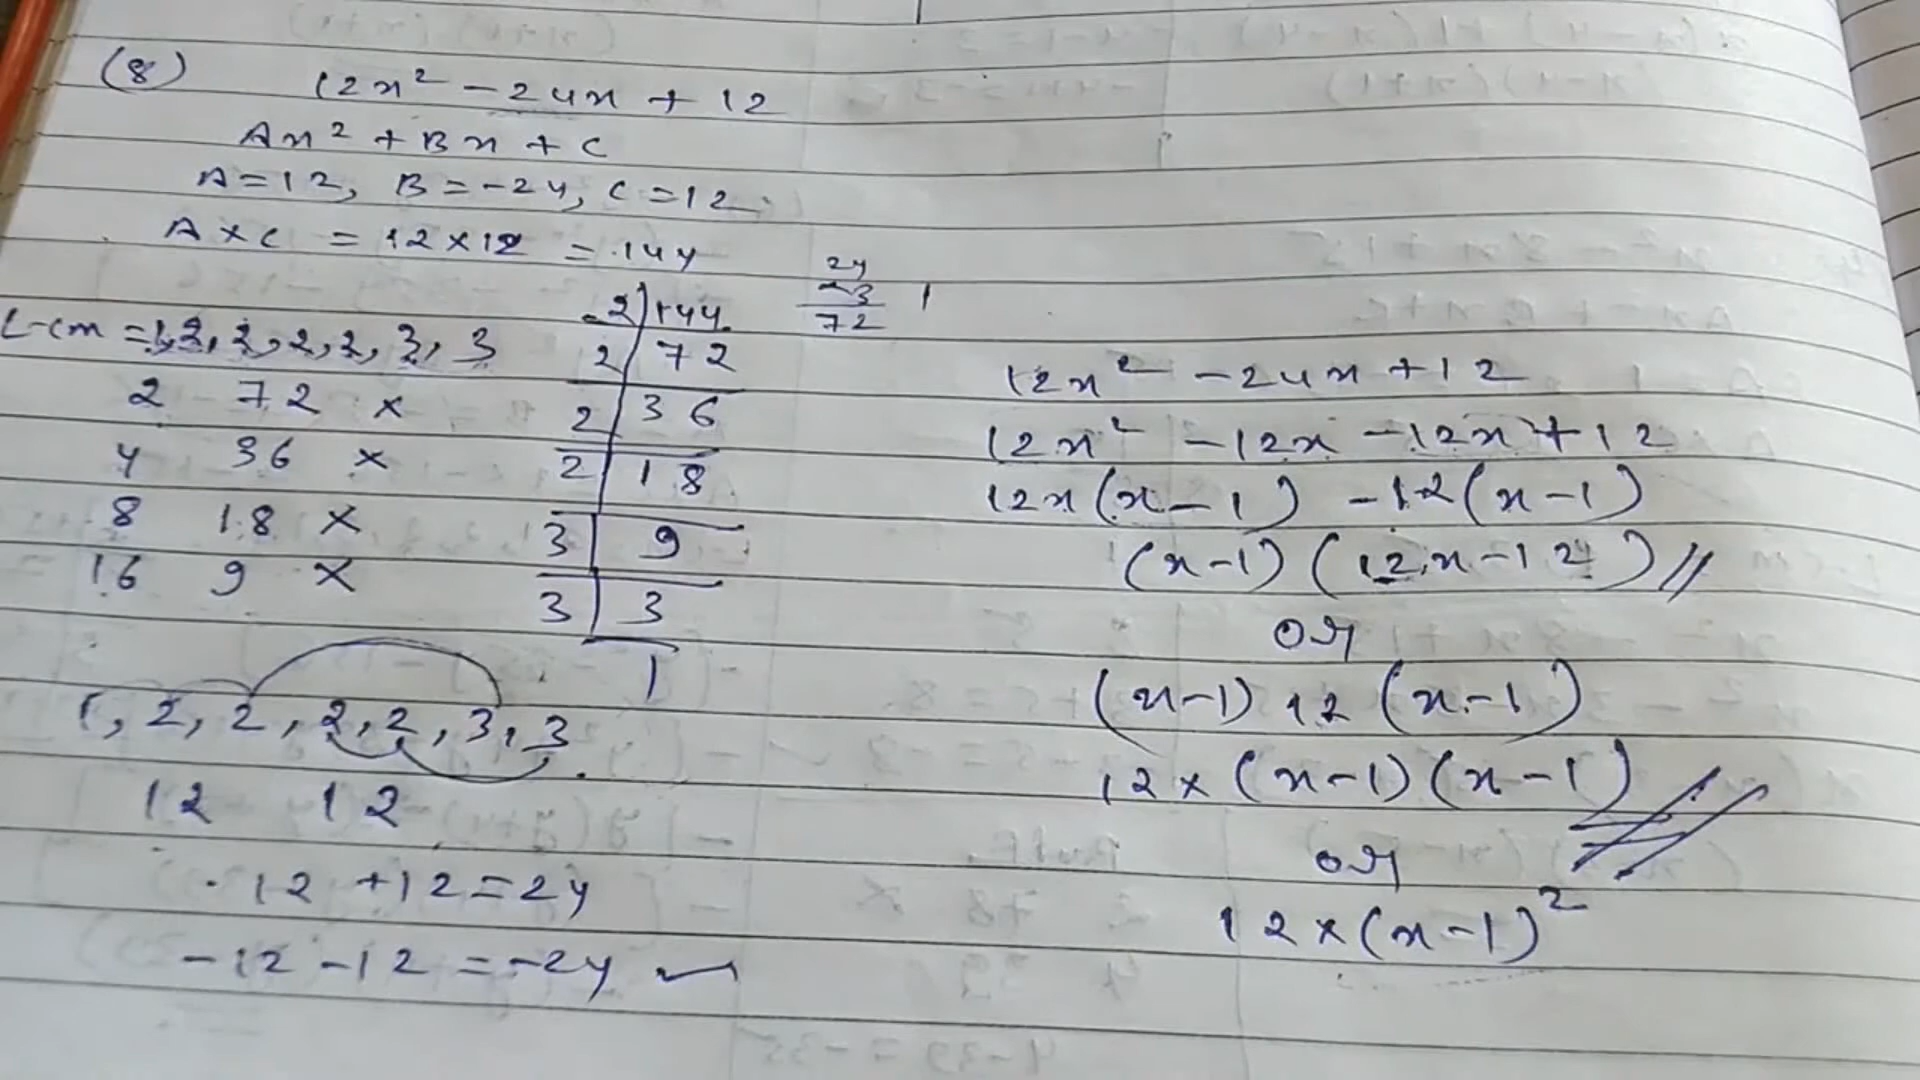 (8) 12x² - 24x + 12
Ax² + Bx + C
A = 12, B = -24, C = 12
A × C = 12 × 12 = 144
24
3
72
1
L-cm = 1, 2, 2, 2, 2, 3, 3
2 72 ×
4 36 ×
8 18 ×
16 9 ×
2 | 144
2 | 72
2 | 36
2 | 18
3 | 9
3 | 3
1
1, 2, 2, 2, 2, 3, 3
12 12
12 + 12 = 24
-12 - 12 = -24 ✓
12x² - 24x + 12
12x² - 12x - 12x + 12
12x (x - 1) - 12 (x - 1)
(x - 1) (12x - 12) //
or
(x - 1) 12 (x - 1)
12 × (x - 1) (x - 1)
or
12 × (x - 1)²